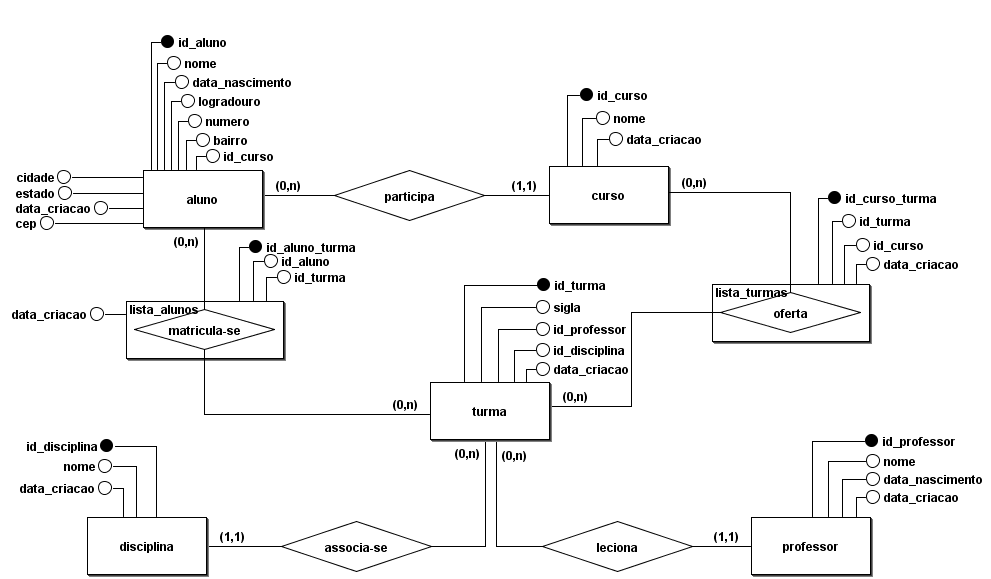 id_aluno
nome
data_nascimento
logradouro
numero
bairro
id_curso
cidade
estado
data_criacao
cep
aluno
(0,n)
participa
(1,1)
id_curso
nome
data_criacao
curso
(0,n)
id_curso_turma
id_turma
id_curso
data_criacao
lista_turmas
oferta
(0,n)
id_aluno_turma
id_aluno
id_turma
data_criacao
lista_alunos
matricula-se
(0,n)
id_turma
sigla
id_professor
id_disciplina
data_criacao
turma
(0,n)
(0,n)
(0,n)
id_disciplina
nome
data_criacao
disciplina
(1,1)
associa-se
leciona
(1,1)
id_professor
nome
data_nascimento
data_criacao
professor